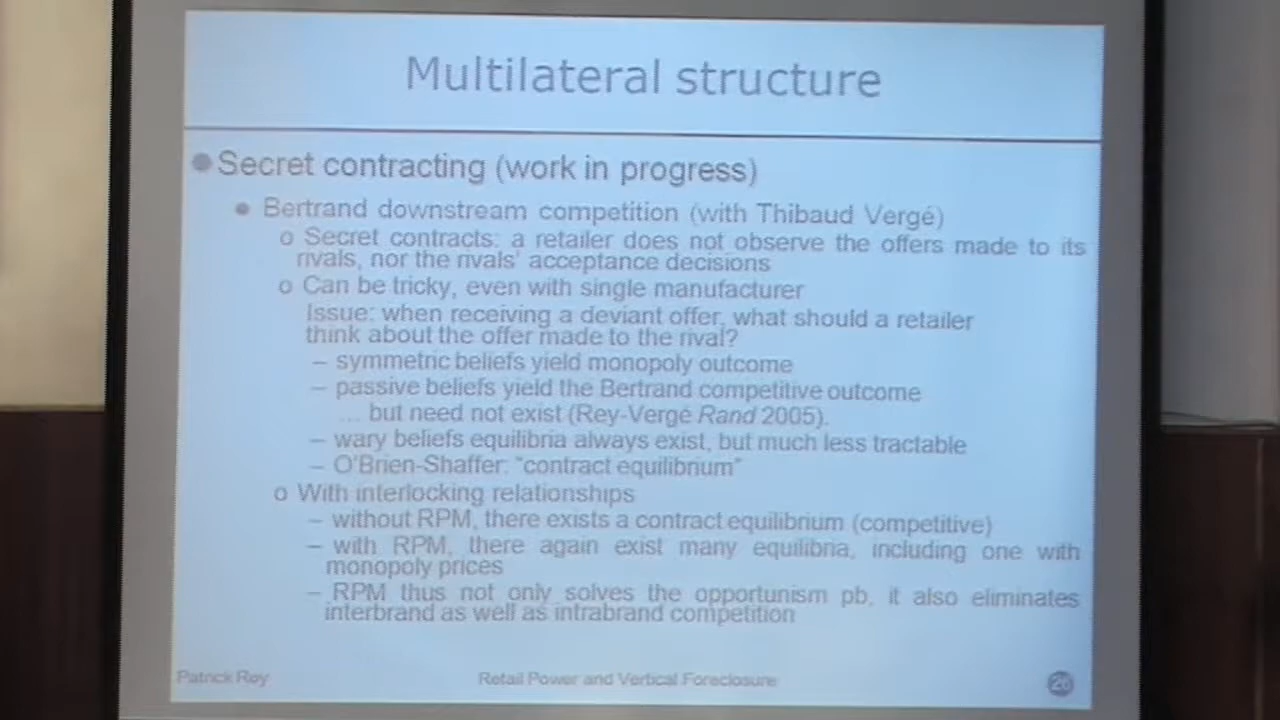 Multilateral structure
Secret contracting (work in progress)
Bertrand downstream competition (with Thibaud Vergé)
o Secret contracts: a retailer does not observe the offers made to its
rivals, nor the rivals' acceptance decisions
o Can be tricky, even with single manufacturer
Issue: when receiving a deviant offer, what should a retailer
think about the offer made to the rival?
– symmetric beliefs yield monopoly outcome
– passive beliefs yield the Bertrand competitive outcome
... but need not exist (Rey-Vergé Rand 2005).
– wary beliefs equilibria always exist, but much less tractable
– O'Brien-Shaffer: "contract equilibrium"
o With interlocking relationships
– without RPM, there exists a contract equilibrium (competitive)
– with RPM, there again exist many equilibria, including one with
monopoly prices
– RPM thus not only solves the opportunism pb, it also eliminates
interbrand as well as intrabrand competition
Patrick Rey Retail Power and Vertical Foreclosure 26